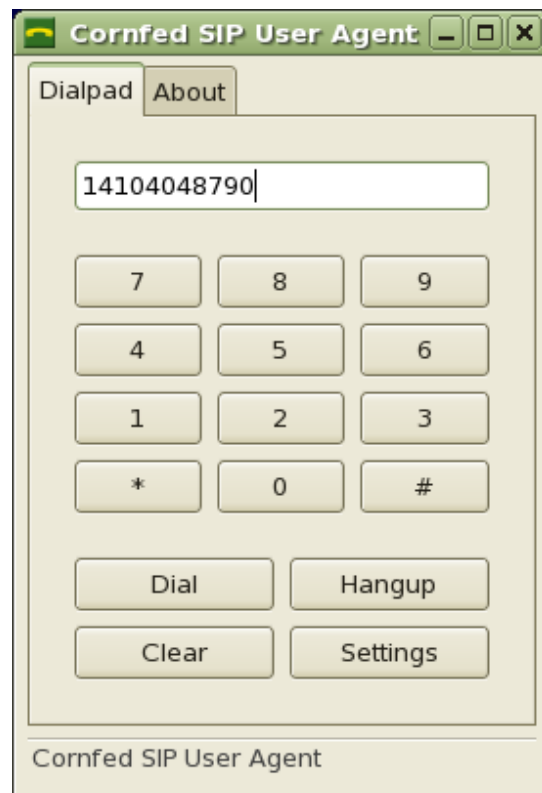 Cornfed SIP User Agent
Dialpad About
14104048790
7 8 9
4 5 6
1 2 3
* 0 #
Dial Hangup
Clear Settings
Cornfed SIP User Agent